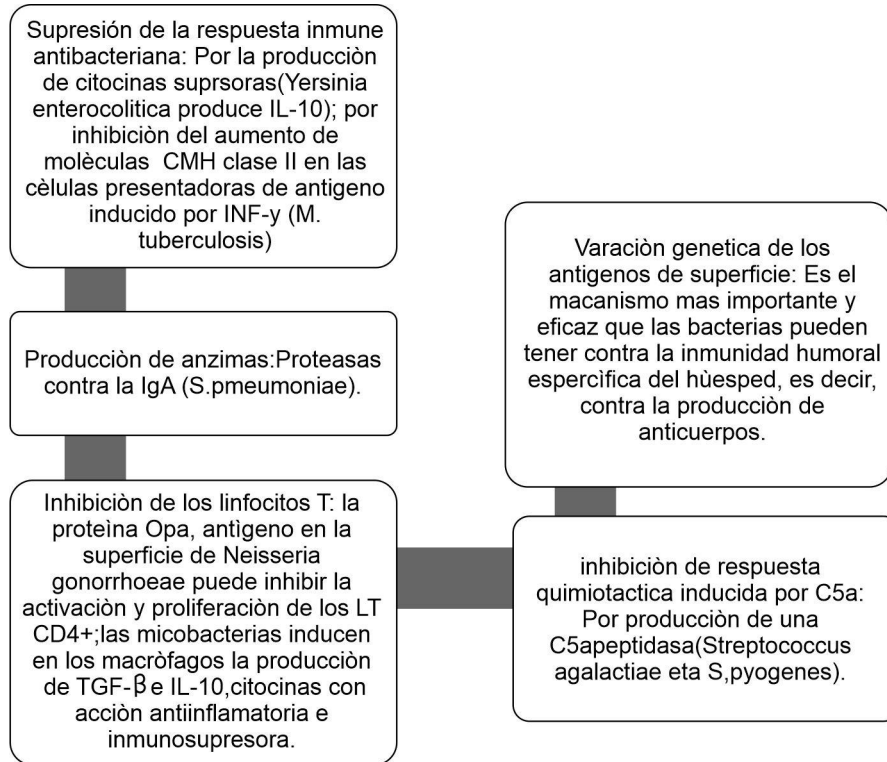 Supresión de la respuesta inmune
antibacteriana: Por la producciòn
de citocinas suprsoras(Yersinia
enterocolitica produce IL-10); por
inhibiciòn del aumento de
molèculas CMH clase II en las
cèlulas presentadoras de antigeno
inducido por INF-y (M.
tuberculosis)
Producciòn de anzimas:Proteasas
contra la IgA (S.pmeumoniae).
Inhibiciòn de los linfocitos T: la
proteìna Opa, antìgeno en la
superficie de Neisseria
gonorrhoeae puede inhibir la
activaciòn y proliferaciòn de los LT
CD4+;las micobacterias inducen
en los macròfagos la producciòn
de TGF-β e IL-10,citocinas con
acciòn antiinflamatoria e
inmunosupresora.
inhibiciòn de respuesta
quimiotactica inducida por C5a:
Por producciòn de una
C5apeptidasa(Streptococcus
agalactiae eta S,pyogenes).
Varaciòn genetica de los
antigenos de superficie: Es el
macanismo mas importante y
eficaz que las bacterias pueden
tener contra la inmunidad humoral
espercìfica del hùesped, es decir,
contra la producciòn de
anticuerpos.